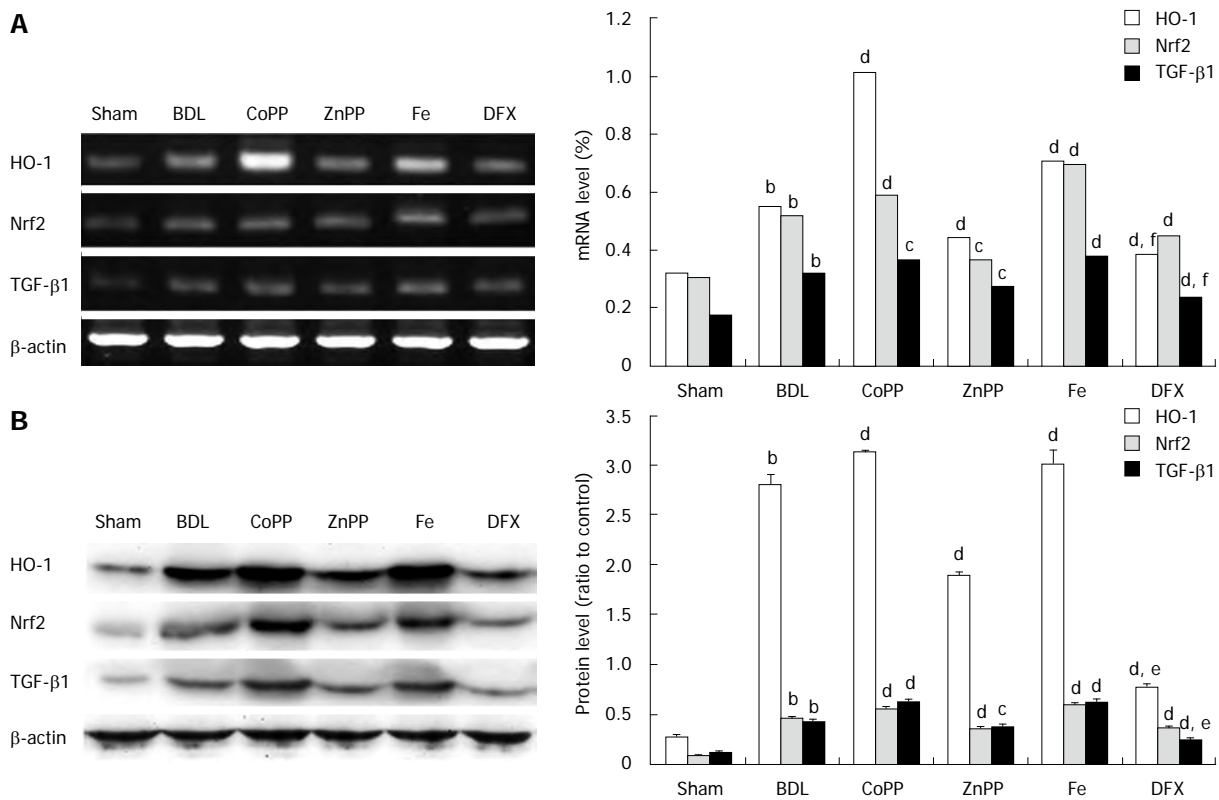 A
Sham BDL CoPP ZnPP Fe DFX
HO-1
Nrf2
TGF-β1
β-actin
1.2
1.0
0.8
0.6
0.4
0.2
0
mRNA level (%)
HO-1
Nrf2
TGF-β1
b b b
d d c
d c c
d d d
d, f d d, f
Sham BDL CoPP ZnPP Fe DFX
B
Sham BDL CoPP ZnPP Fe DFX
HO-1
Nrf2
TGF-β1
β-actin
3.5
3.0
2.5
2.0
1.5
1.0
0.5
0
Protein level (ratio to control)
HO-1
Nrf2
TGF-β1
b b b
d d d
d d c
d d d
d, e d d, e
Sham BDL CoPP ZnPP Fe DFX